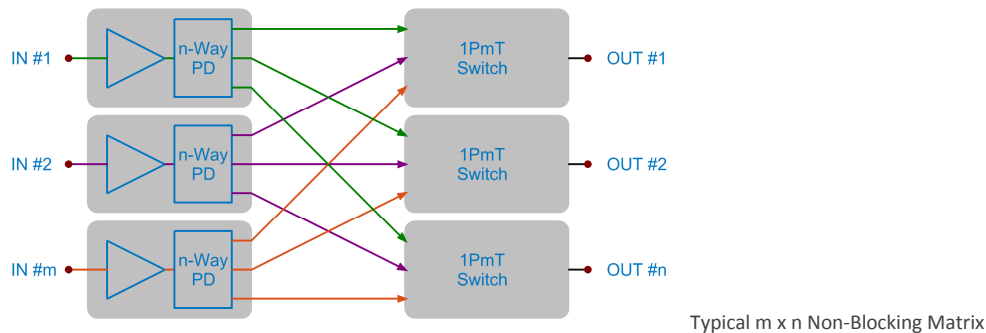 IN #1
n-Way
PD
1PmT
Switch
OUT #1
IN #2
n-Way
PD
1PmT
Switch
OUT #2
IN #m
n-Way
PD
1PmT
Switch
OUT #n
Typical m x n Non-Blocking Matrix